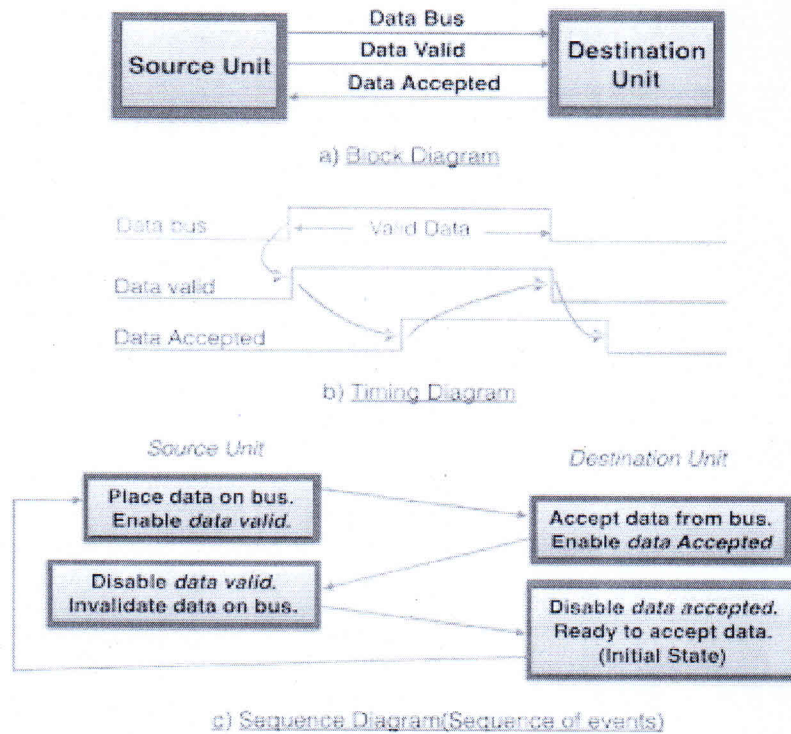 Data Bus
Data Valid
Data Accepted
Source Unit
Destination
Unit
a) Block Diagram
Data bus
Valid Data
Data valid
Data Accepted
b) Timing Diagram
Source Unit
Destination Unit
Place data on bus.
Enable data valid.
Accept data from bus.
Enable data Accepted
Disable data valid.
Invalidate data on bus.
Disable data accepted.
Ready to accept data.
(Initial State)
c) Sequence Diagram(Sequence of events)